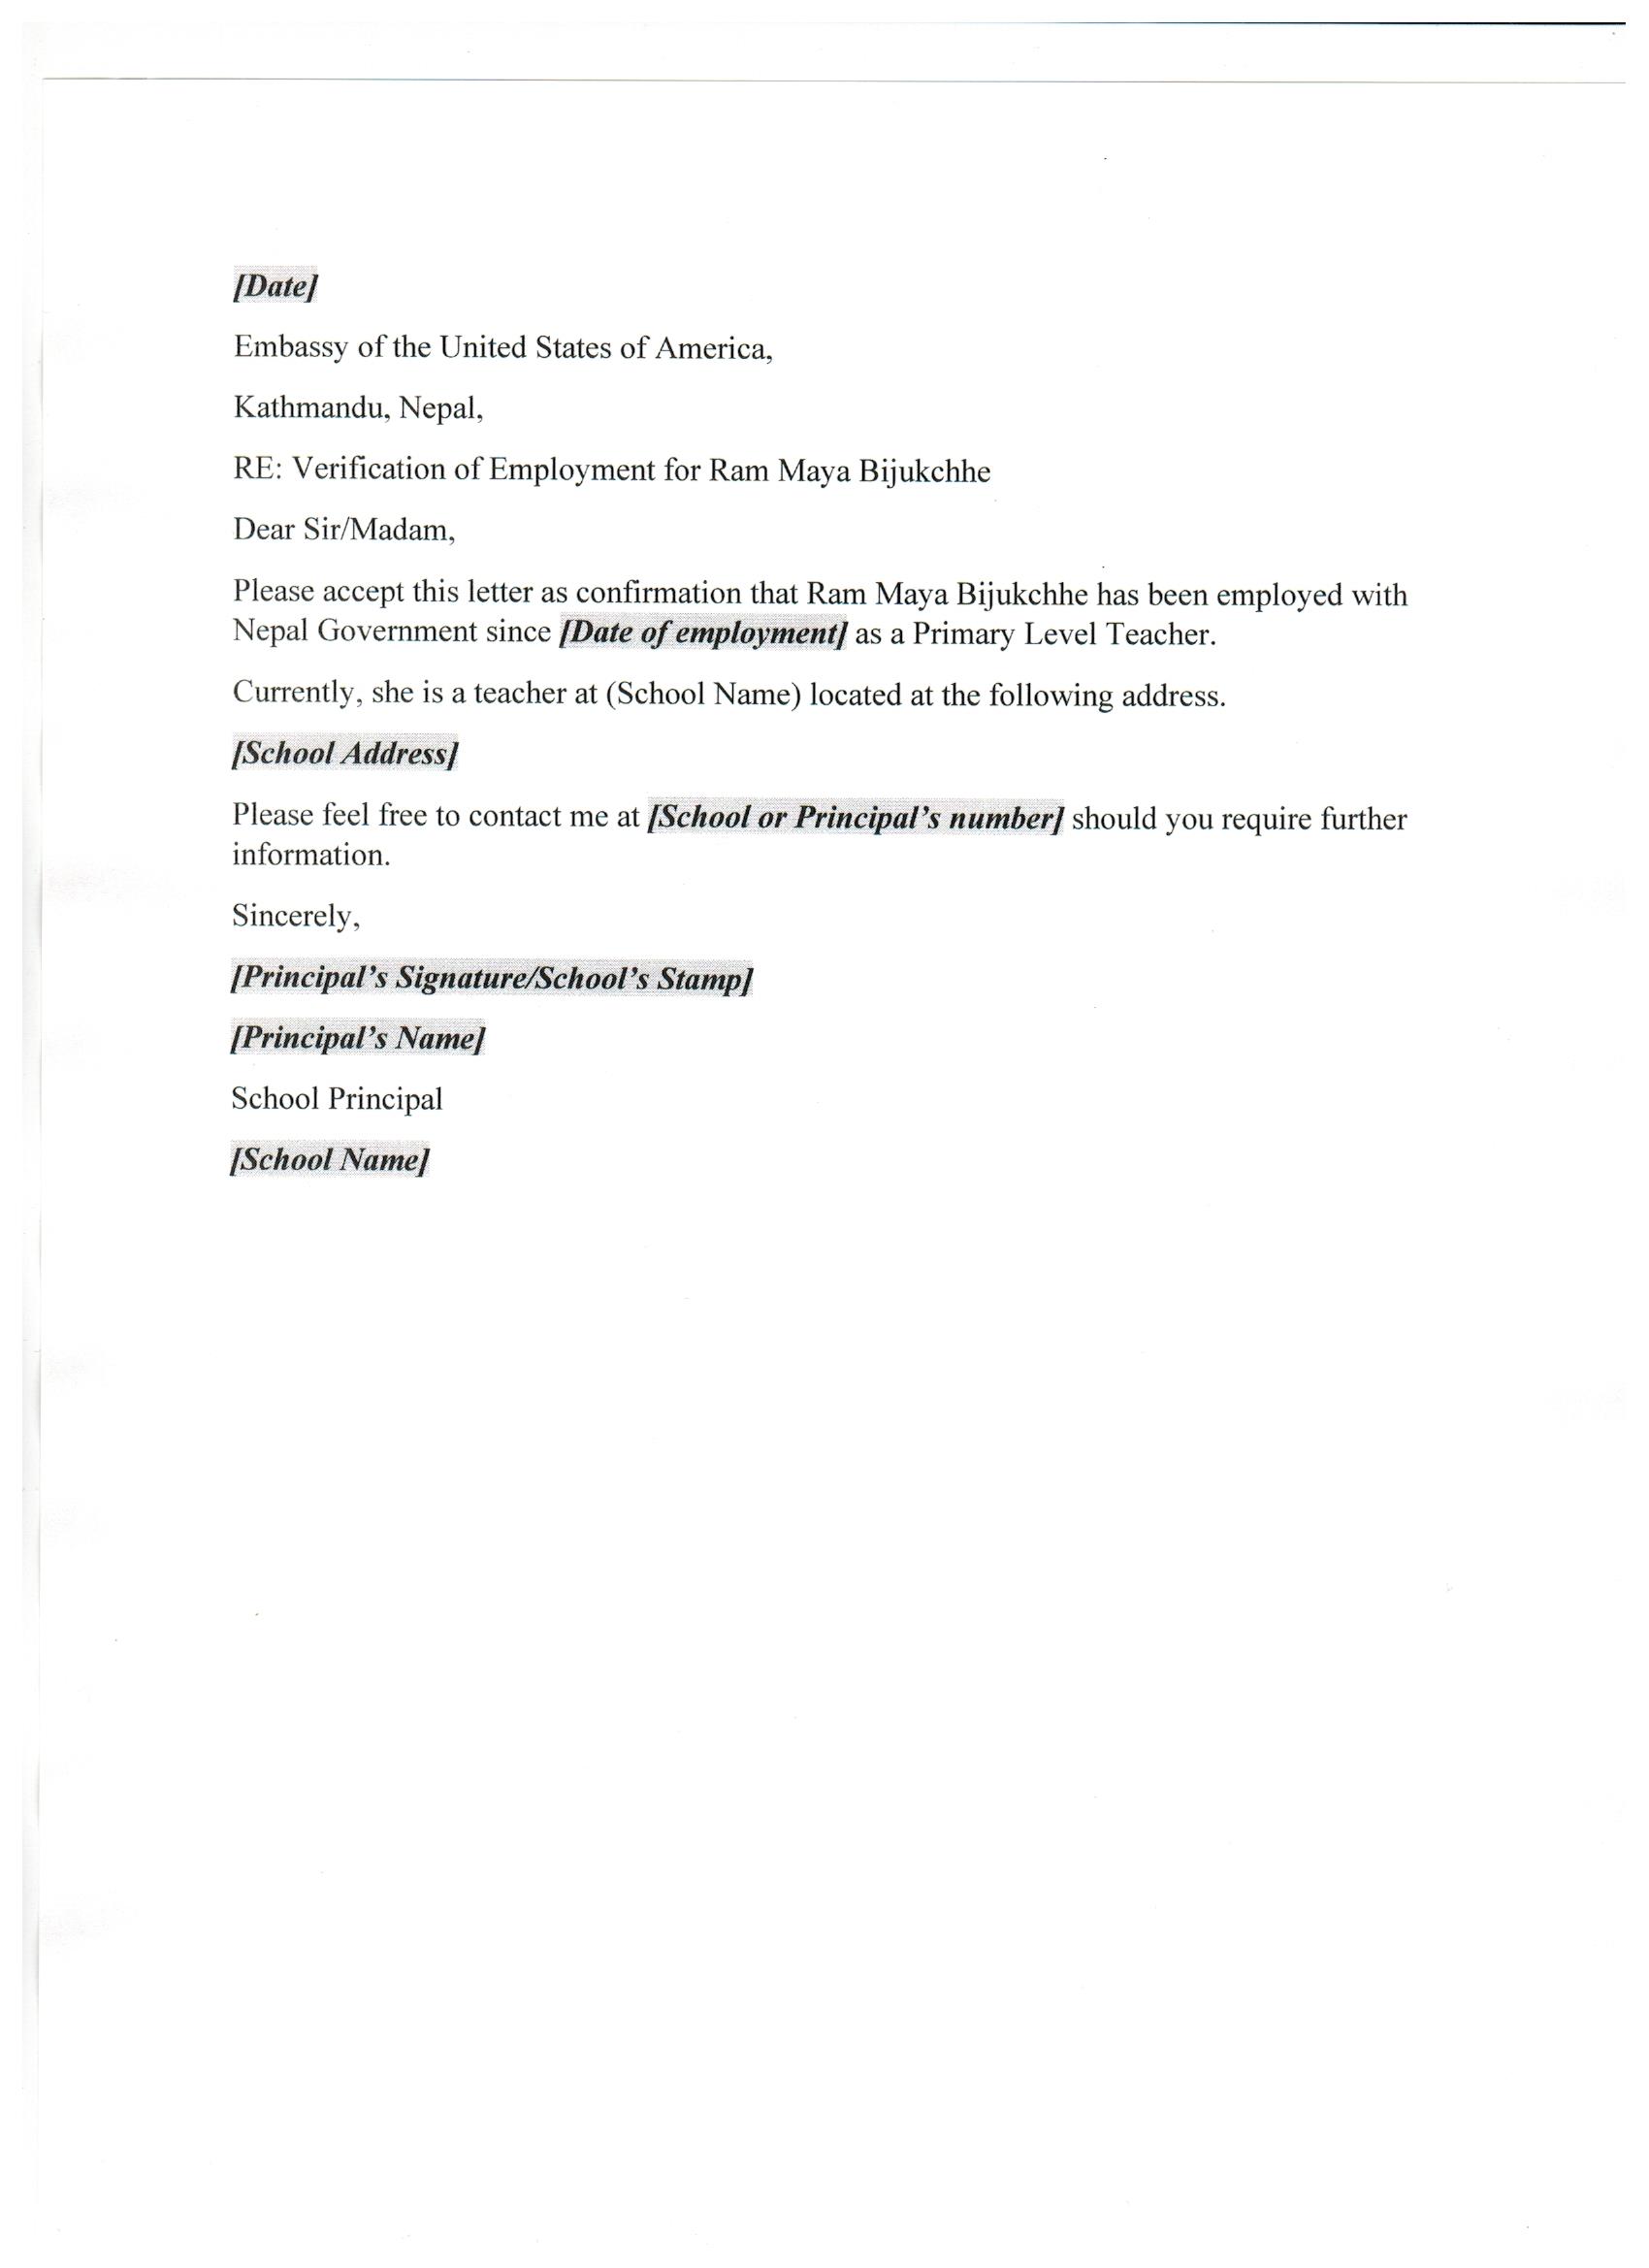 [Date]
Embassy of the United States of America,
Kathmandu, Nepal,
RE: Verification of Employment for Ram Maya Bijukchhe
Dear Sir/Madam,
Please accept this letter as confirmation that Ram Maya Bijukchhe has been employed with
Nepal Government since [Date of employment] as a Primary Level Teacher.
Currently, she is a teacher at (School Name) located at the following address.
[School Address]
Please feel free to contact me at [School or Principal’s number] should you require further
information.
Sincerely,
[Principal’s Signature/School’s Stamp]
[Principal’s Name]
School Principal
[School Name]